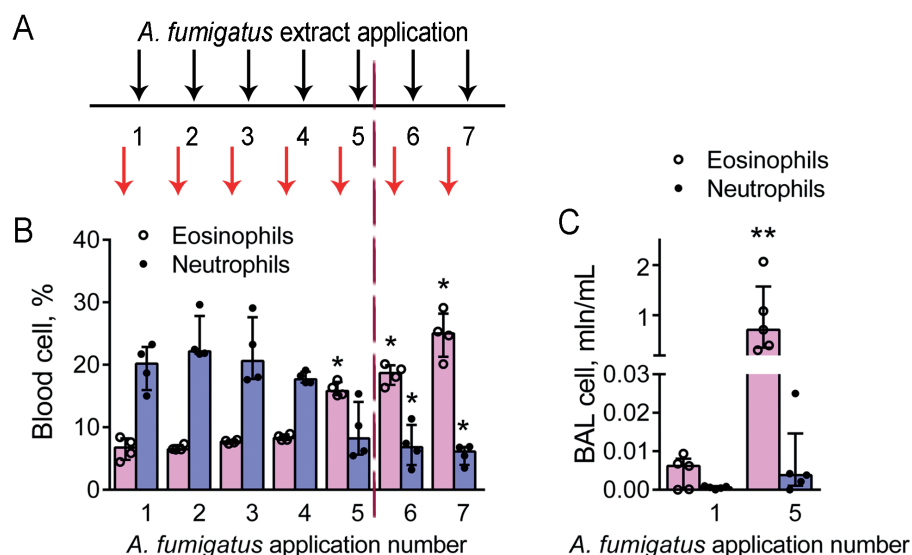 A
A. fumigatus extract application
1 2 3 4 5 6 7
B
Eosinophils
Neutrophils
40
30
20
10
0
Blood cell, %
* * * * *
1 2 3 4 5 6 7
A. fumigatus application number
Eosinophils
Neutrophils
C
**
2
1
0.03
0.02
0.01
0.00
BAL cell, mln/mL
1 5
A. fumigatus application number